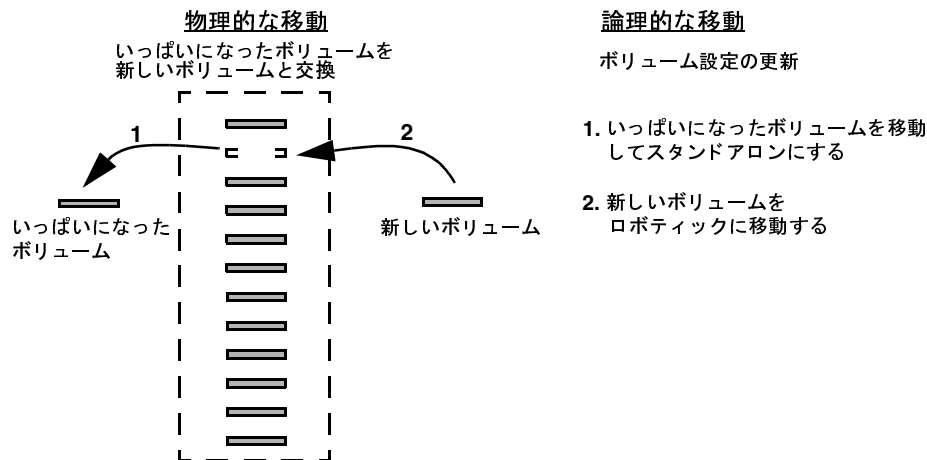 物理的な移動
いっぱいになったボリュームを
新しいボリュームと交換
1
2
いっぱいになった
ボリューム
新しいボリューム
論理的な移動
ボリューム設定の更新
1. いっぱいになったボリュームを移動
してスタンドアロンにする
2. 新しいボリュームを
ロボティックに移動する